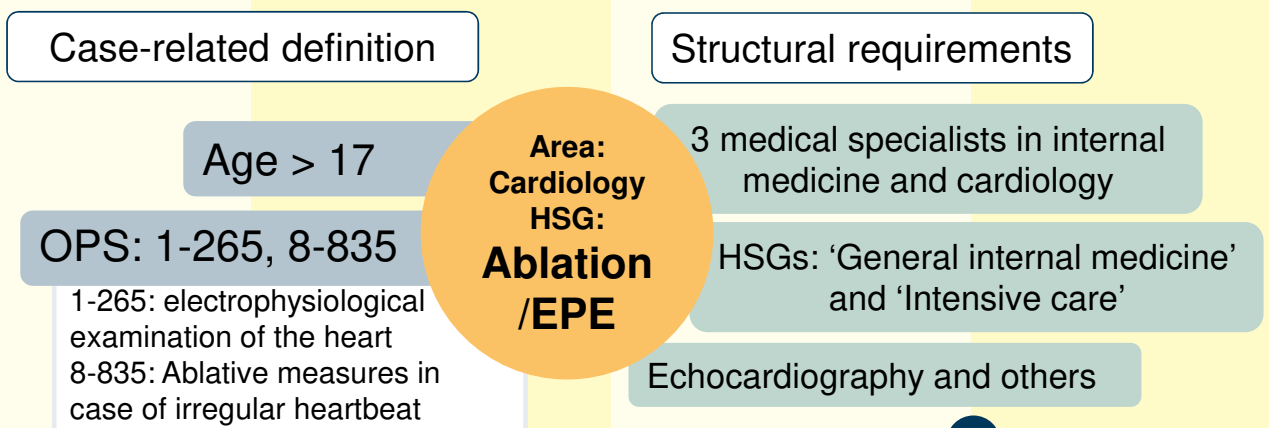 Case-related definition
Age > 17
OPS: 1-265, 8-835
1-265: electrophysiological
examination of the heart
8-835: Ablative measures in
case of irregular heartbeat
Area:
Cardiology
HSG:
Ablation
/EPE
Structural requirements
3 medical specialists in internal
medicine and cardiology
HSGs: ‘General internal medicine’
and ‘Intensive care’
Echocardiography and others